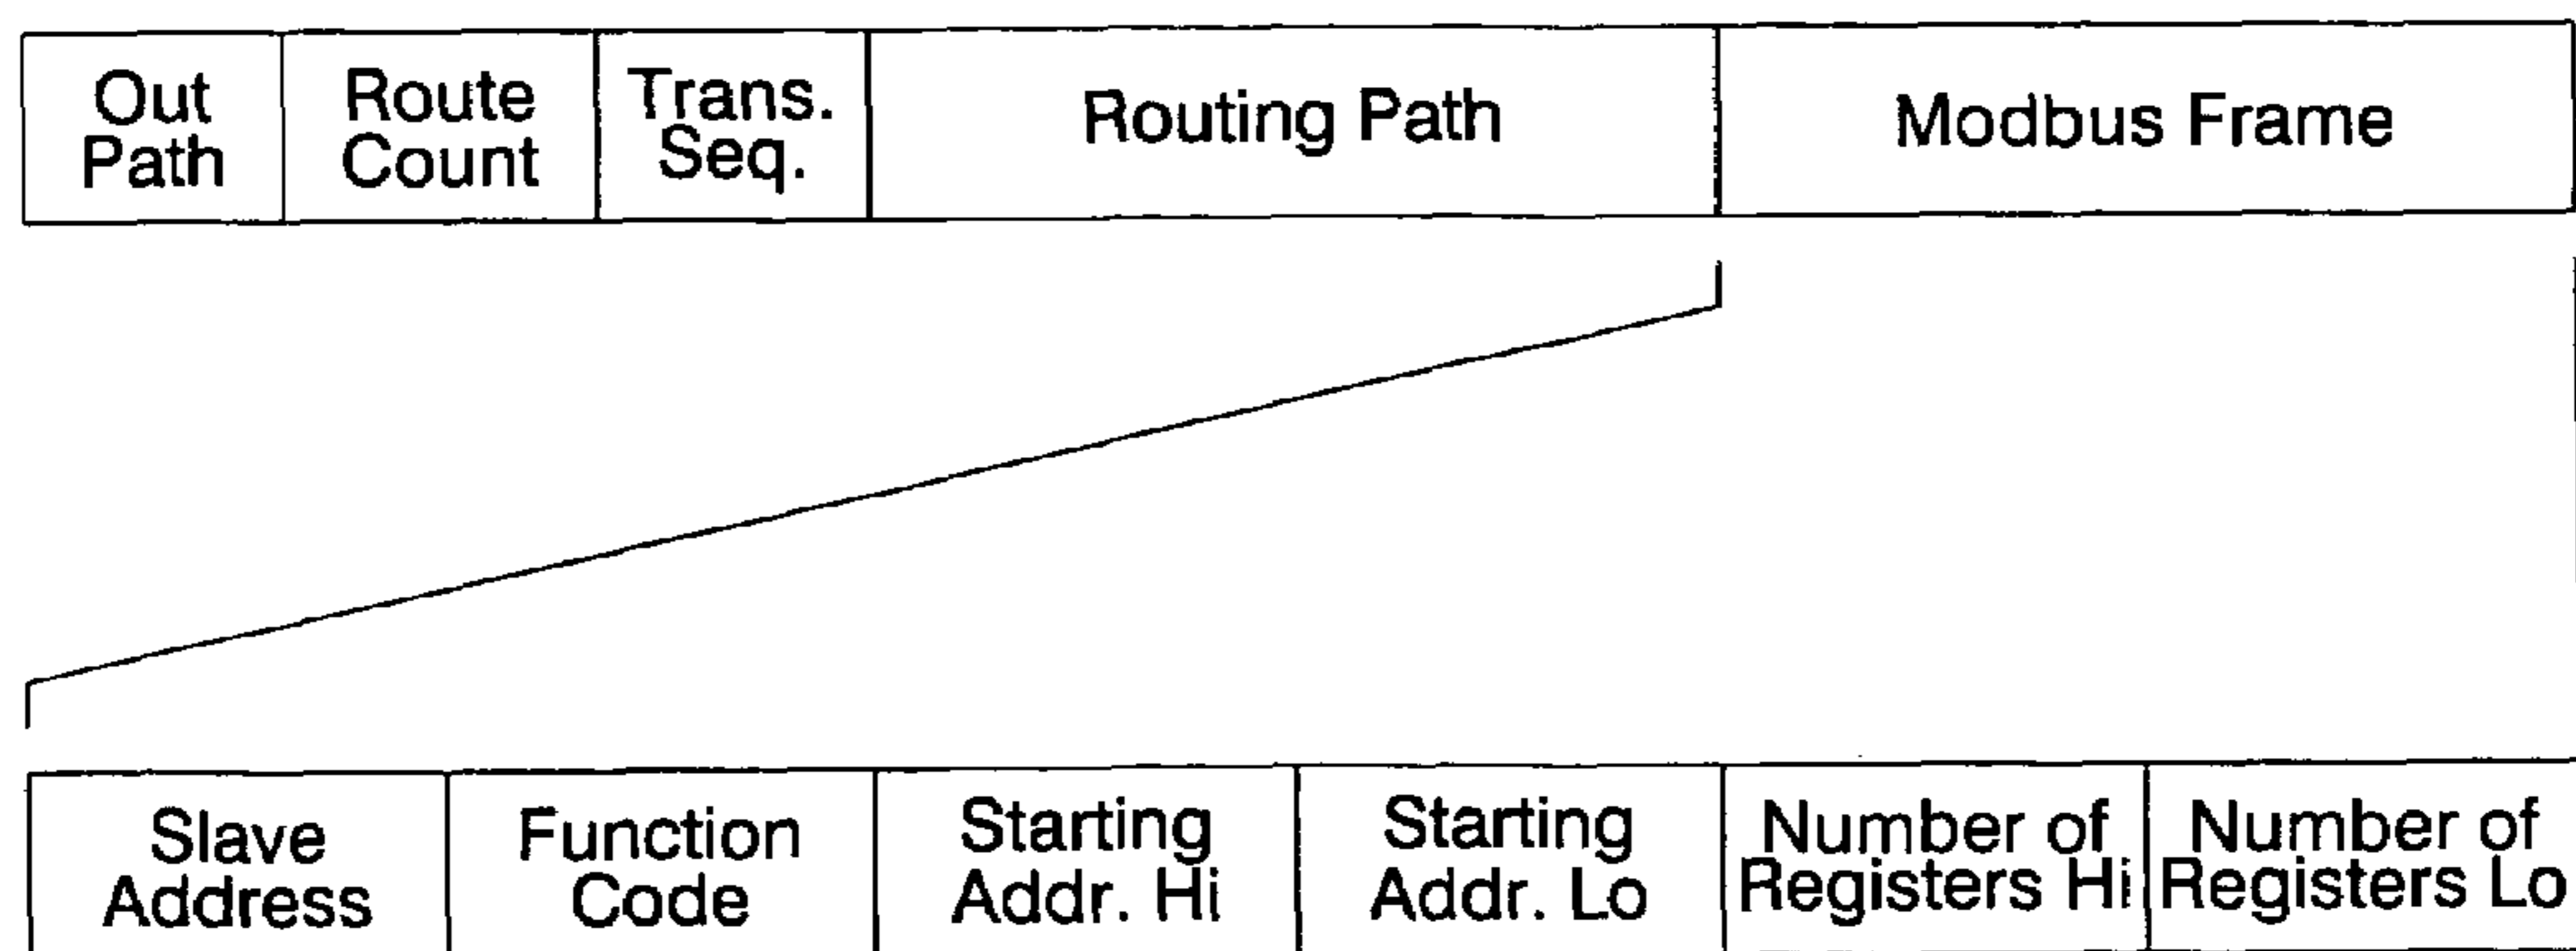 Out
Path
Route
Count
Trans.
Seq.
Routing Path
Modbus Frame
Slave
Address
Function
Code
Starting
Addr. Hi
Starting
Addr. Lo
Number of
Registers Hi
Number of
Registers Lo